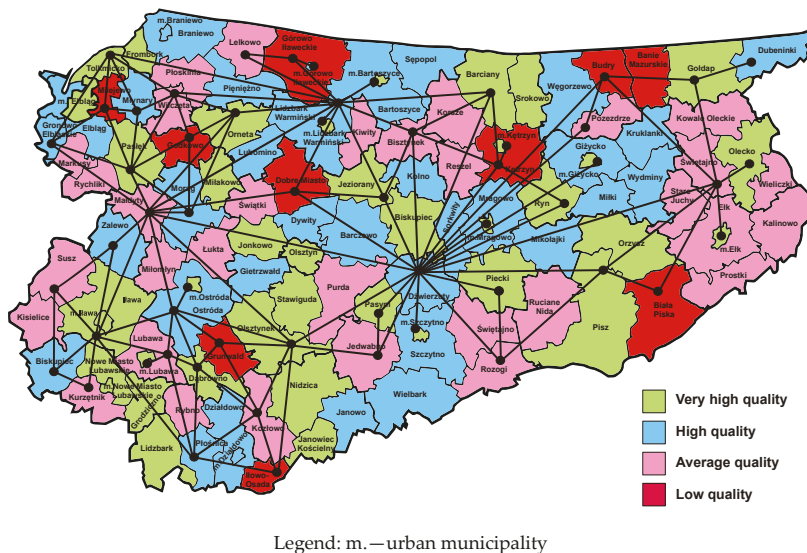 m.Braniewo
Braniewo
Frombork
Tolkmicko
Lelkowo
Górowo
Iławeckie
m.Górowo
Iławeckie
Sępopol
Płoskinia
Pieniężno
m.Bartoszyce
Bartoszyce
Barciany
Srokowo
Węgorzewo
Budry
Banie
Mazurskie
Gołdap
Dubeninki
Milejewo
m.
Elbląg
Młynary
Wilczęta
Gronowo
Elbląskie
Elbląg
Markusy
Pasłęk
Godkowo
Orneta
Lidzbark
Warmiński
m.Lidzbark
Warmiński
Lubomino
Kiwity
Bisztynek
Korsze
m.Kętrzyn
Kętrzyn
Reszel
Pozezdrze
Kruklanki
Kowale Oleckie
Giżycko
m.Giżycko
Wydminy
Świętajno
Olecko
Wieliczki
Rychliki
Małdyty
Morąg
Miłakowo
Świątki
Dobre Miasto
Jeziorany
Kolno
Biskupiec
Sorkwity
Mrągowo
m.Mrągowo
Ryn
Miłki
Mikołajki
Stare
Juchy
Ełk
m.Ełk
Kalinowo
Prostki
Orzysz
Zalewo
Łukta
Jonkowo
Dywity
Olsztyn
Barczewo
Gietrzwałd
Susz
Miłomłyn
Iława
m.Iława
m.Ostróda
Ostróda
Stawiguda
Purda
Pasym
Dźwierzuty
Piecki
Ruciane
Nida
Pisz
Biała
Piska
Kisielice
Biskupiec
Lubawa
m.Lubawa
Nowe Miasto
Lubawskie
m.Nowe Miasto
Lubawskie
Kurzętnik
Grodziczno
Grunwald
Olsztynek
Dąbrówno
Jedwabno
m.Szczytno
Szczytno
Świętajno
Rozogi
Rybno
Działdowo
Nidzica
Wielbark
Janowo
Kozłowo
Janowiec
Kościelny
Lidzbark
Płośnica
m.Działdowo
Iłowo-
Osada
Very high quality
High quality
Average quality
Low quality
Legend: m.—urban municipality